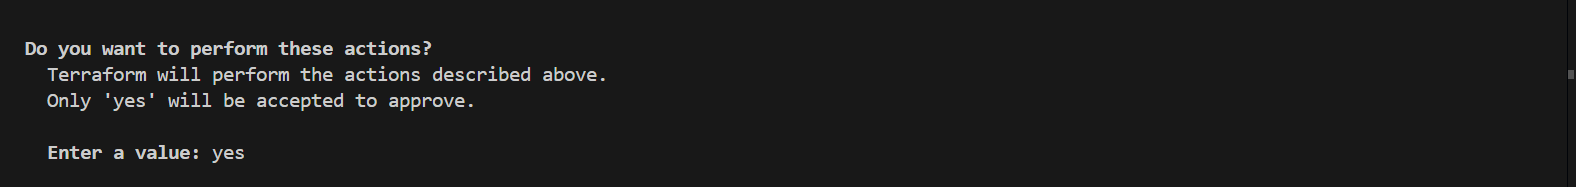 Do you want to perform these actions?
Terraform will perform the actions described above.
Only 'yes' will be accepted to approve.
Enter a value: yes